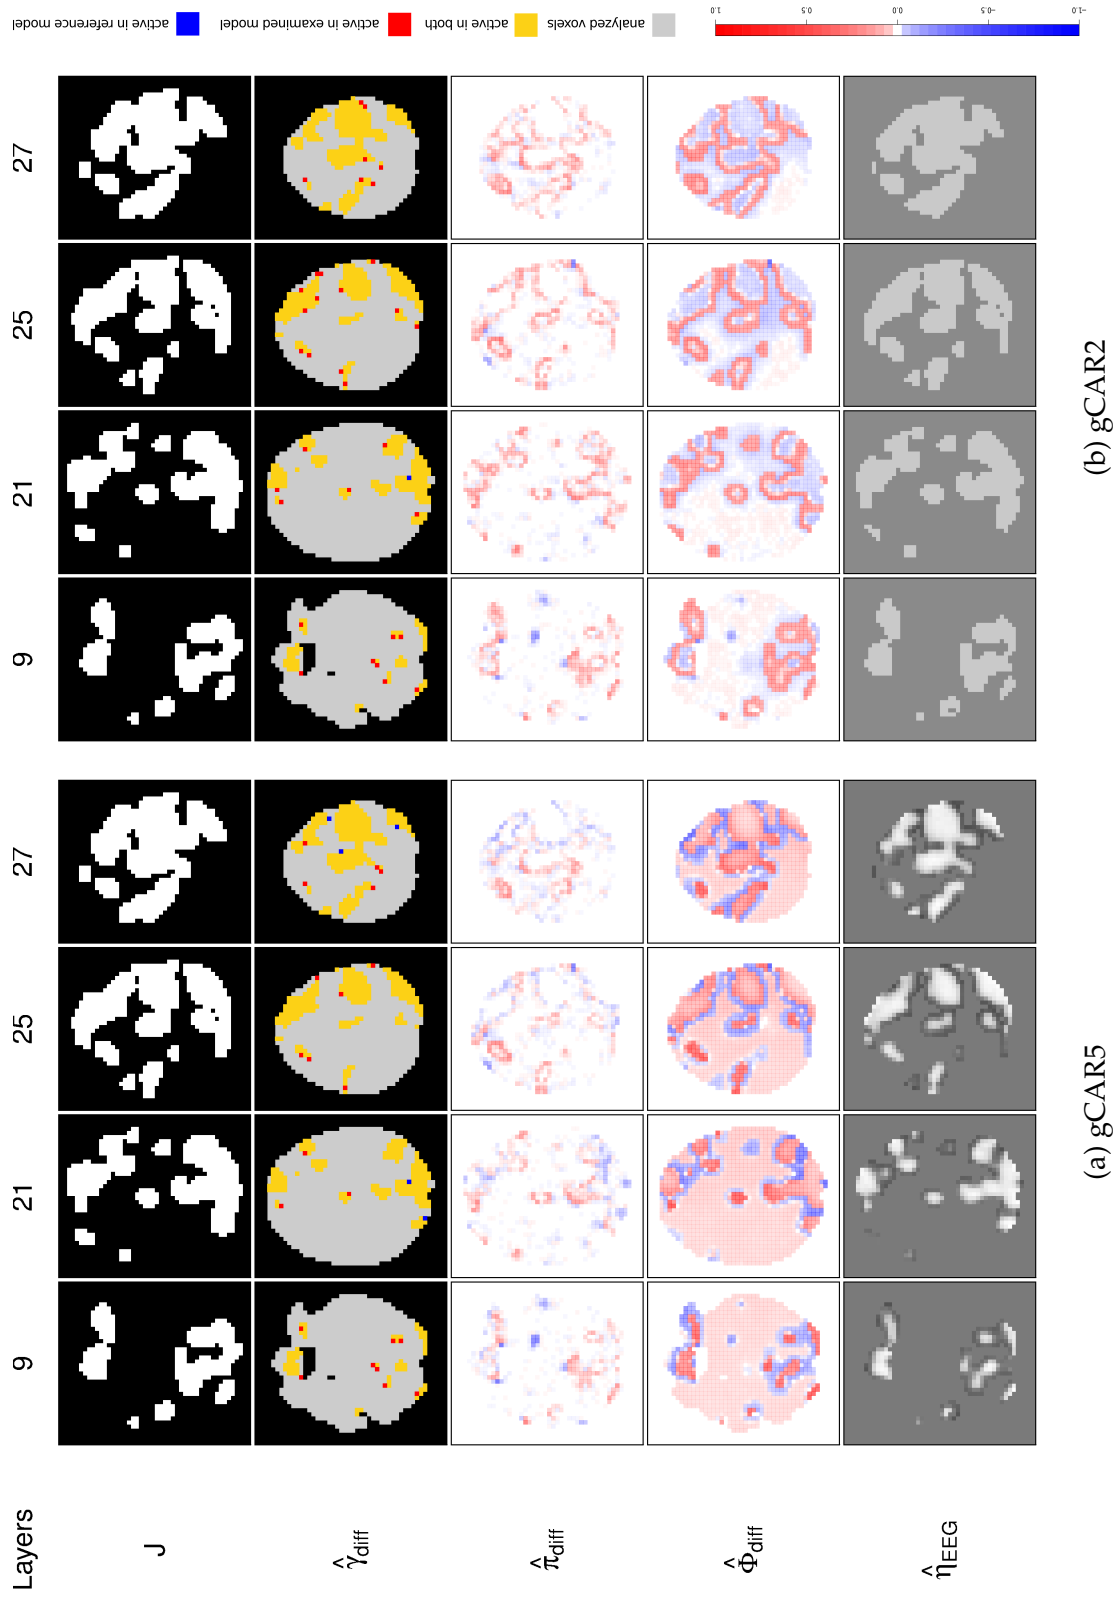 Layers 9 21 25 27 9 21 25 27
J
γ̂diff
π̂diff
Φ̂diff
η̂EEG
(a) gCAR5
(b) gCAR2
active in reference model
active in examined model
active in both
analyzed voxels
1.0 0.5 0.0 −0.5 −1.0